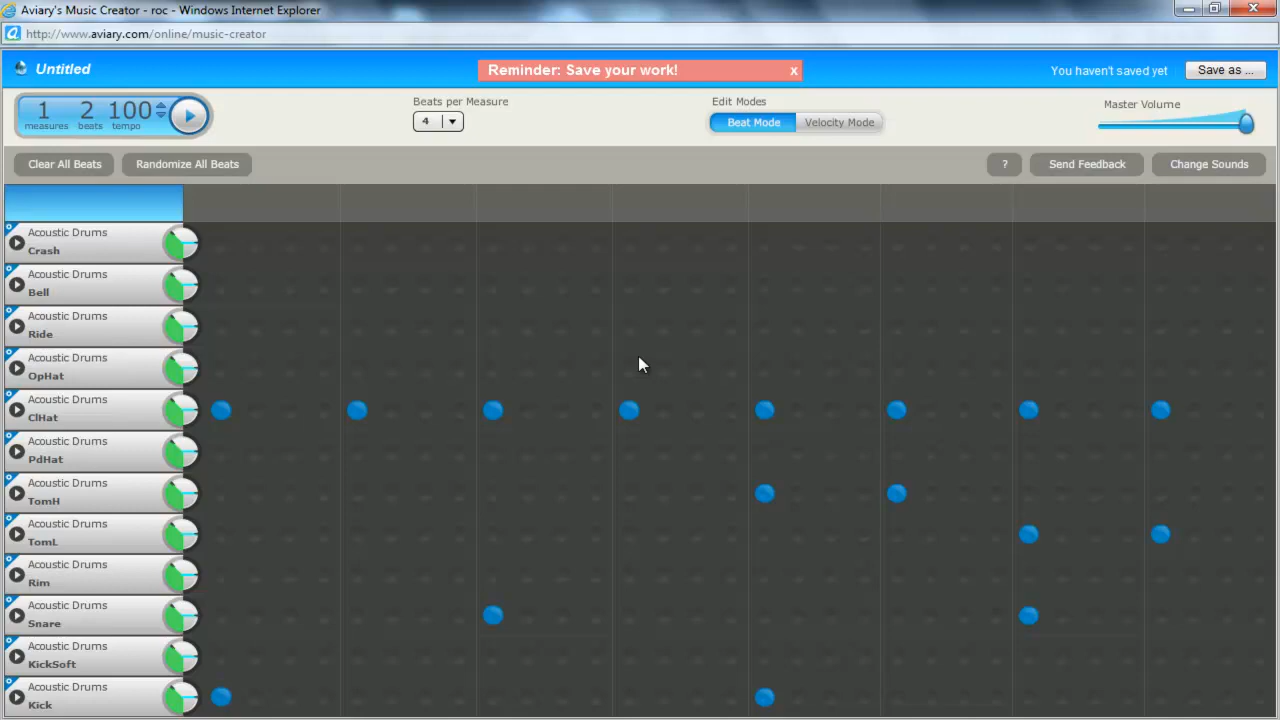 Aviary's Music Creator - roc - Windows Internet Explorer
http://www.aviary.com/online/music-creator
Untitled
Reminder: Save your work!
x
You haven't saved yet
Save as ...
1 2 100
measures beats tempo
Beats per Measure
4
Edit Modes
Beat Mode
Velocity Mode
Master Volume
Clear All Beats
Randomize All Beats
?
Send Feedback
Change Sounds
Acoustic Drums
Crash
Acoustic Drums
Bell
Acoustic Drums
Ride
Acoustic Drums
OpHat
Acoustic Drums
ClHat
Acoustic Drums
PdHat
Acoustic Drums
TomH
Acoustic Drums
TomL
Acoustic Drums
Rim
Acoustic Drums
Snare
Acoustic Drums
KickSoft
Acoustic Drums
Kick